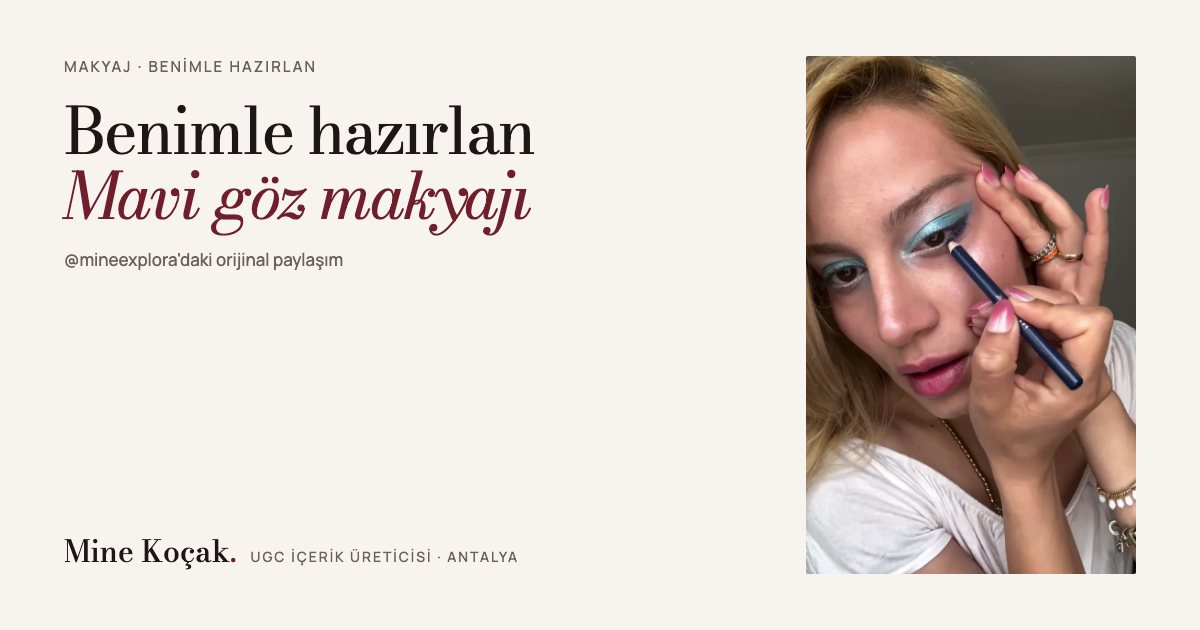 MAKYAJ · BENİMLE HAZIRLAN
Benimle hazırlan
Mavi göz makyajı
@mineexplora'daki orijinal paylaşım
Mine Koçak. UGC İÇERİK ÜRETİCİSİ · ANTALYA